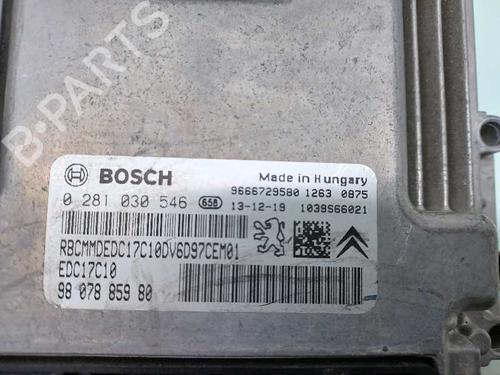 B-PARTS
BOSCH
Made in Hungary
9666729580 1263 0875
0 281 030 546 658 13-12-19 1039S66021
RBCMMDEDC17C10DV6D97CEM01
EDC17C10
98 078 859 80